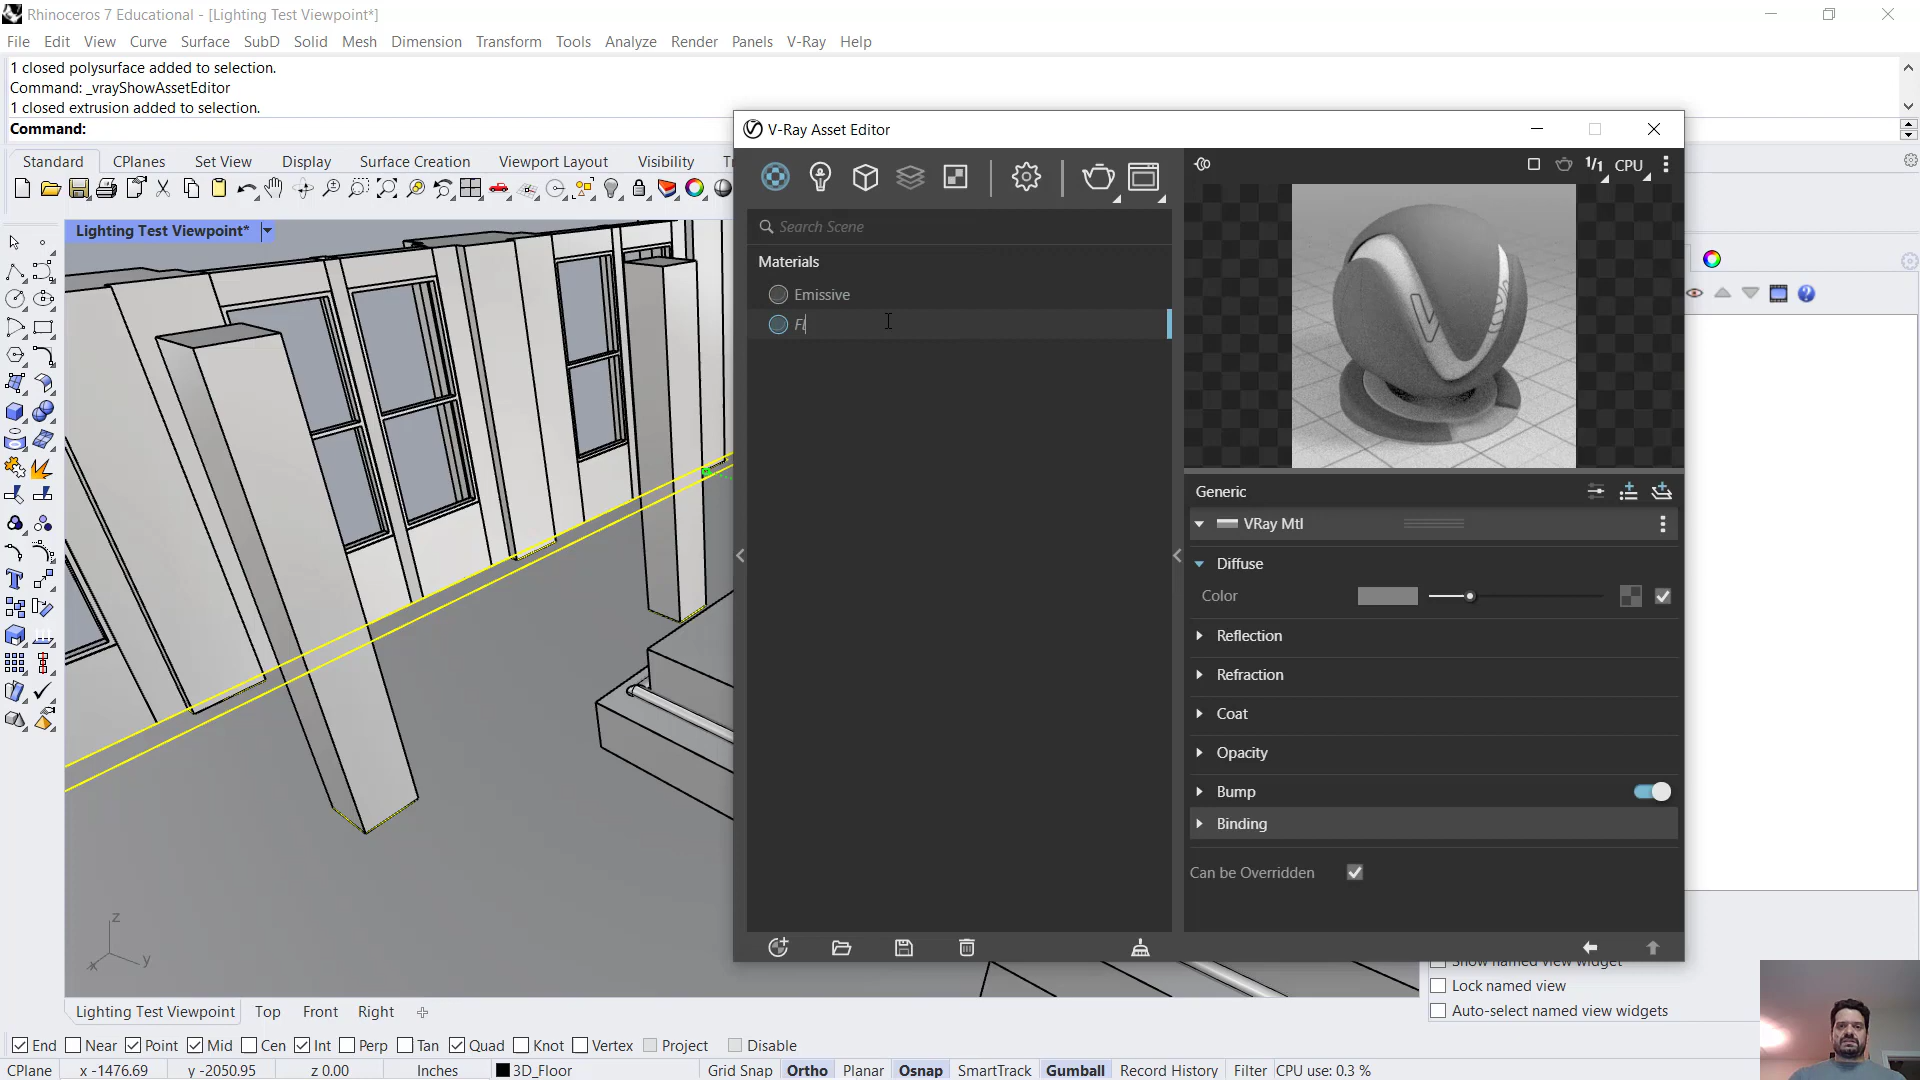 Rhinoceros 7 Educational - [Lighting Test Viewpoint*]
File Edit View Curve Surface SubD Solid Mesh Dimension Transform Tools Analyze Render Panels V-Ray Help
1 closed polysurface added to selection.
Command: _vrayShowAssetEditor
1 closed extrusion added to selection.
Command:
Standard CPlanes Set View Display Surface Creation Viewport Layout Visibility
Lighting Test Viewpoint*
V-Ray Asset Editor
1/1 CPU
Search Scene
Materials
Emissive
Fl
Generic
VRay Mtl
Diffuse
Color
Reflection
Refraction
Coat
Opacity
Bump
Binding
Can be Overridden
Show named view widget
Lock named view
Auto-select named view widgets
z
x
y
Lighting Test Viewpoint Top Front Right
End Near Point Mid Cen Int Perp Tan Quad Knot Vertex Project Disable
CPlane x -1476.69 y -2050.95 z 0.00 Inches 3D_Floor Grid Snap Ortho Planar Osnap SmartTrack Gumball Record History Filter CPU use: 0.3 %